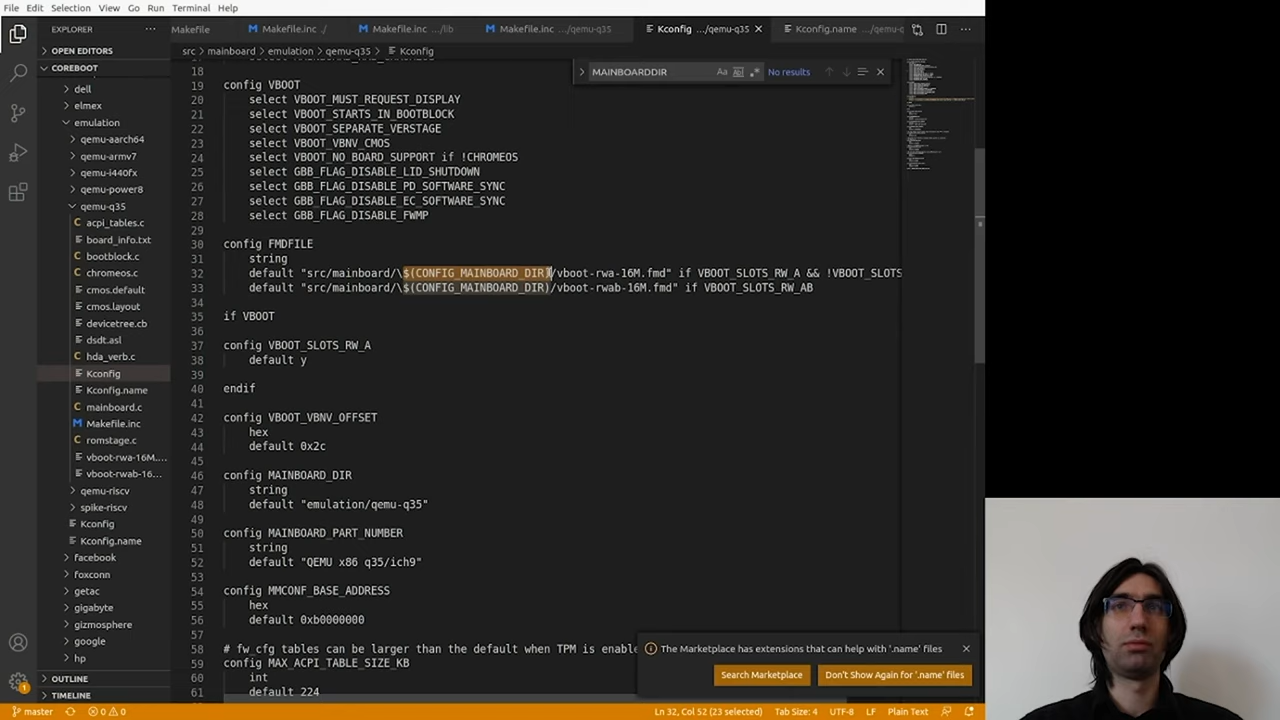 File Edit Selection View Go Run Terminal Help
EXPLORER
OPEN EDITORS
COREBOOT
dell
elmex
emulation
qemu-aarch64
qemu-armv7
qemu-i440fx
qemu-power8
qemu-q35
acpi_tables.c
board_info.txt
bootblock.c
chromeos.c
cmos.default
cmos.layout
devicetree.cb
dsdt.asl
hda_verb.c
Kconfig
Kconfig.name
mainboard.c
Makefile.inc
romstage.c
vboot-rwa-16M....
vboot-rwab-16...
qemu-riscv
spike-riscv
Kconfig
Kconfig.name
facebook
foxconn
getac
gigabyte
gizmosphere
google
hp
OUTLINE
TIMELINE
Makefile
Makefile.inc ./
Makefile.inc .../lib
Makefile.inc .../qemu-q35
Kconfig .../qemu-q35
Kconfig.name .../qemu-q
src > mainboard > emulation > qemu-q35 > Kconfig
MAINBOARDDIR
No results
18
19 config VBOOT
20 select VBOOT_MUST_REQUEST_DISPLAY
21 select VBOOT_STARTS_IN_BOOTBLOCK
22 select VBOOT_SEPARATE_VERSTAGE
23 select VBOOT_VBNV_CMOS
24 select VBOOT_NO_BOARD_SUPPORT if !CHROMEOS
25 select GBB_FLAG_DISABLE_LID_SHUTDOWN
26 select GBB_FLAG_DISABLE_PD_SOFTWARE_SYNC
27 select GBB_FLAG_DISABLE_EC_SOFTWARE_SYNC
28 select GBB_FLAG_DISABLE_FWMP
29
30 config FMDFILE
31 string
32 default "src/mainboard/\$(CONFIG_MAINBOARD_DIR)/vboot-rwa-16M.fmd" if VBOOT_SLOTS_RW_A && !VBOOT_SLOTS
33 default "src/mainboard/\$(CONFIG_MAINBOARD_DIR)/vboot-rwab-16M.fmd" if VBOOT_SLOTS_RW_AB
34
35 if VBOOT
36
37 config VBOOT_SLOTS_RW_A
38 default y
39
40 endif
41
42 config VBOOT_VBNV_OFFSET
43 hex
44 default 0x2c
45
46 config MAINBOARD_DIR
47 string
48 default "emulation/qemu-q35"
49
50 config MAINBOARD_PART_NUMBER
51 string
52 default "QEMU x86 q35/ich9"
53
54 config MMCONF_BASE_ADDRESS
55 hex
56 default 0xb0000000
57
58 # fw_cfg tables can be larger than the default when TPM is enable
59 config MAX_ACPI_TABLE_SIZE_KB
60 int
61 default 224
The Marketplace has extensions that can help with '.name' files
Search Marketplace
Don't Show Again for '.name' files
master
0 0
Ln 32, Col 52 (23 selected) Tab Size: 4 UTF-8 LF Plain Text